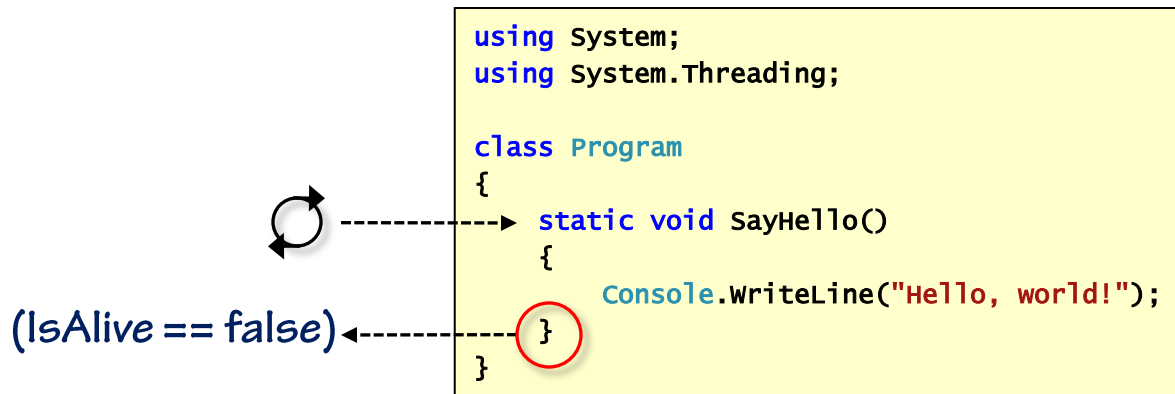 using System;
using System.Threading;
class Program
{
static void SayHello()
{
Console.WriteLine("Hello, world!");
(IsAlive == false)
}
}